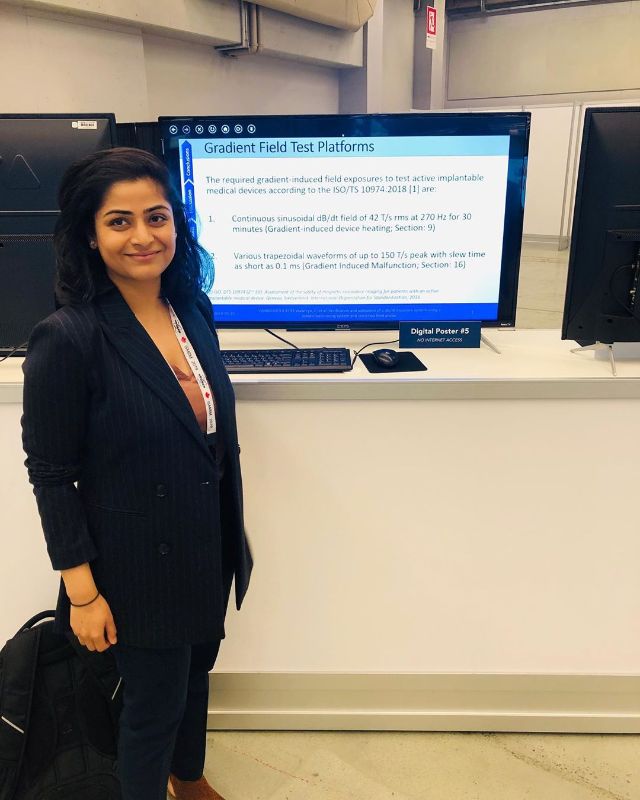 Gradient Field Test Platforms
Conclusions
The required gradient-induced field exposures to test active implantable
medical devices according to the ISO/TS 10974:2018 [1] are:
1. Continuous sinusoidal dB/dt field of 42 T/s rms at 270 Hz for 30
minutes (Gradient-induced device heating; Section: 9)
2. Various trapezoidal waveforms of up to 150 T/s peak with slew time
as short as 0.1 ms (Gradient Induced Malfunction; Section: 16)
Digital Poster #5
NO INTERNET ACCESS